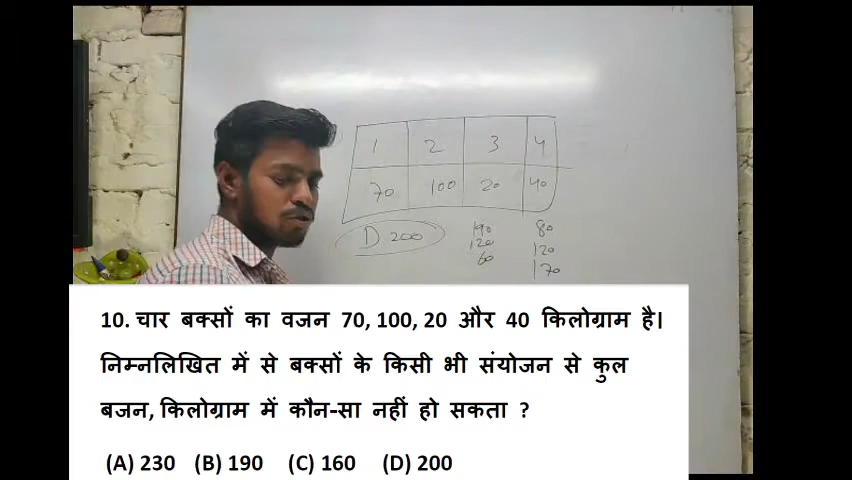 1 2 3 4
70 100 20 40
D 200
190 80
120 120
60 170
10. चार बक्सों का वजन 70, 100, 20 और 40 किलोग्राम है।
निम्नलिखित में से बक्सों के किसी भी संयोजन से कुल
बजन, किलोग्राम में कौन-सा नहीं हो सकता ?
(A) 230 (B) 190 (C) 160 (D) 200